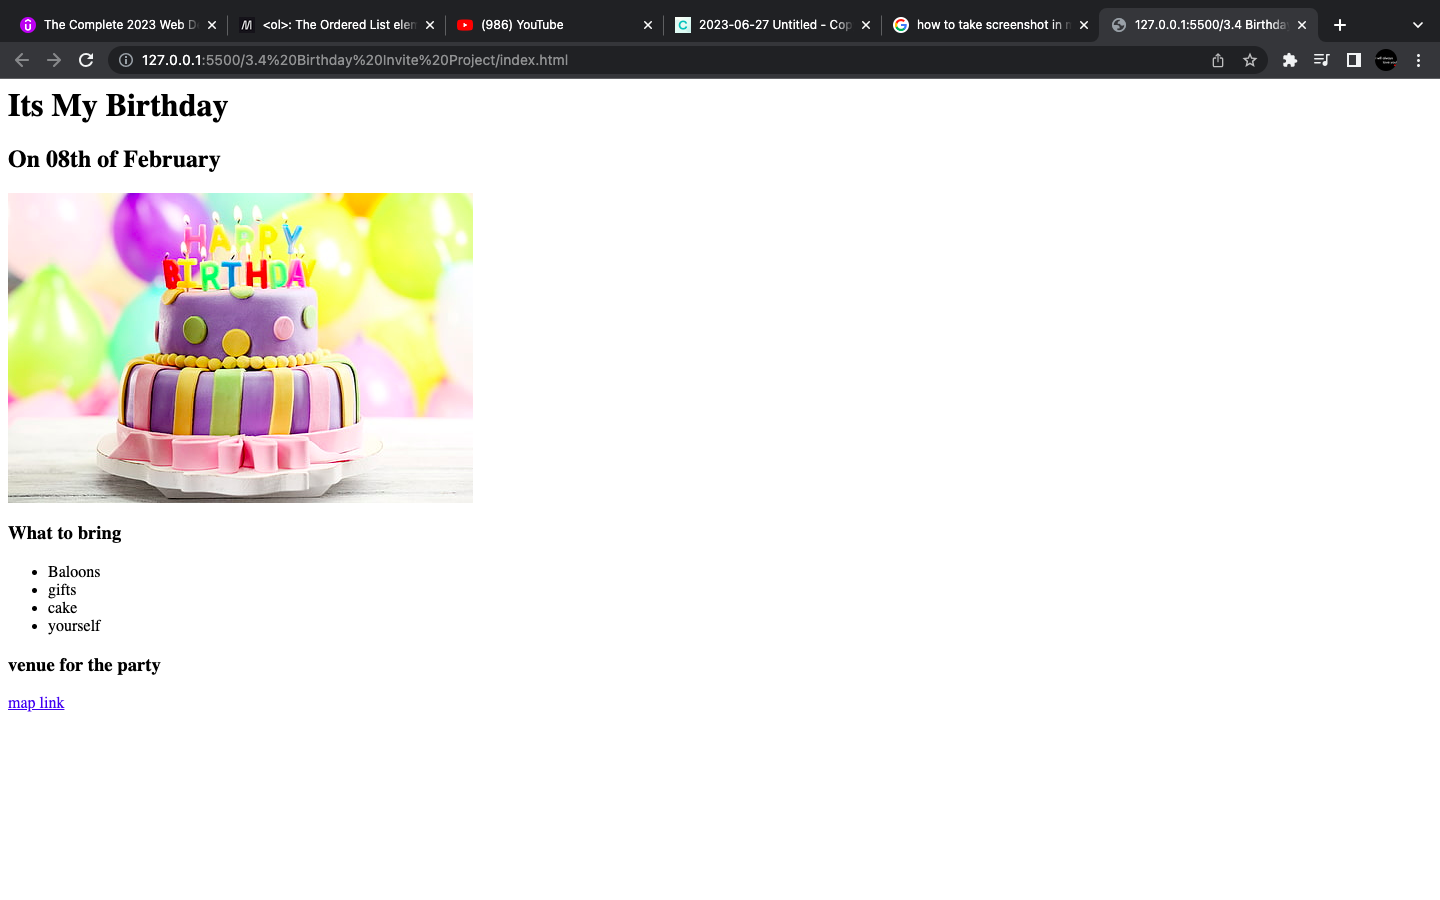 The Complete 2023 Web De
<ol>: The Ordered List elem
(986) YouTube
2023-06-27 Untitled - Cop
how to take screenshot in m
127.0.0.1:5500/3.4 Birthda
127.0.0.1:5500/3.4%20Birthday%20Invite%20Project/index.html
Its My Birthday
On 08th of February
HAPPY
BIRTHDAY
What to bring
Baloons
gifts
cake
yourself
venue for the party
map link